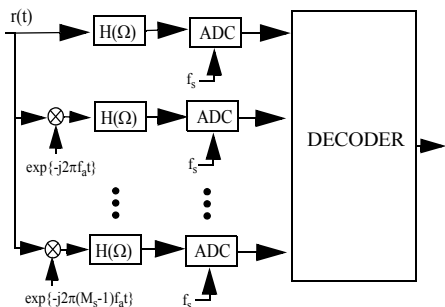 r(t)
H(Ω)
ADC
f_s
H(Ω)
ADC
exp{-j2πf_at}
f_s
DECODER
H(Ω)
ADC
exp{-j2π(M_s-1)f_at}
f_s